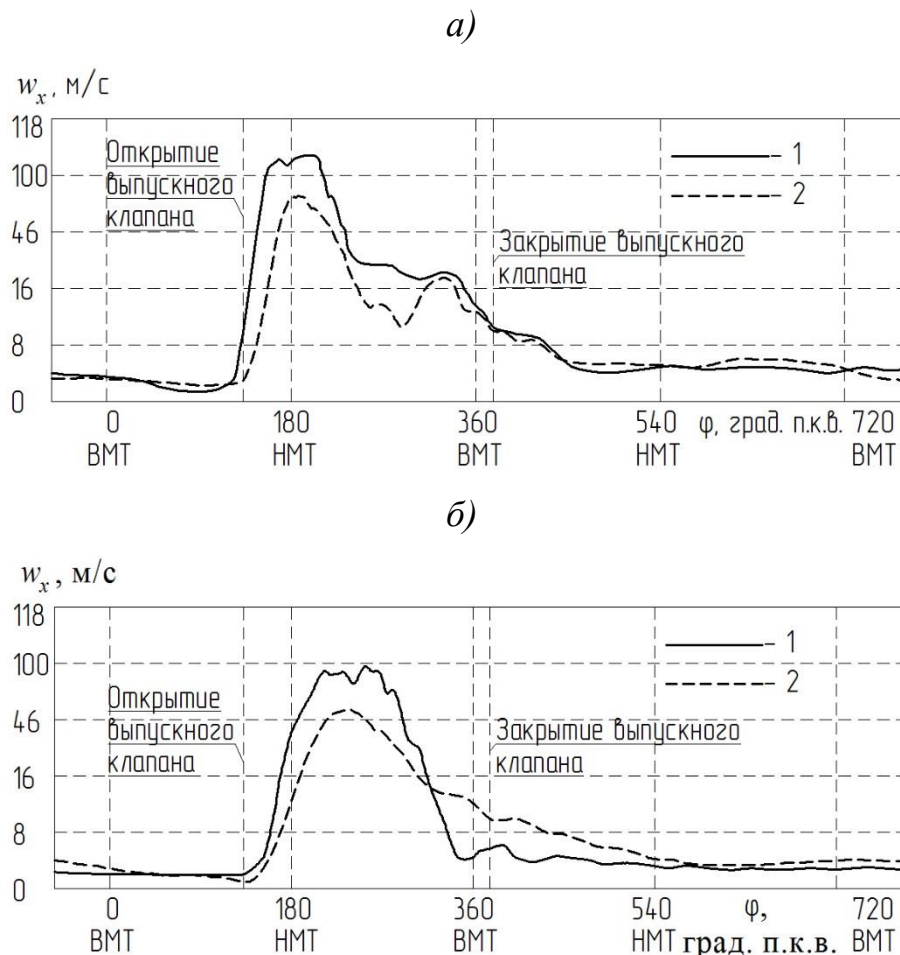 а)
wₓ, м/с
118
100
46
16
8
0
Открытие
выпускного
клапана
Закрытие выпускного
клапана
1
2
0 180 360 540 φ, град. п.к.в. 720
ВМТ НМТ ВМТ НМТ ВМТ
б)
wₓ, м/с
118
100
46
16
8
0
Открытие
выпускного
клапана
Закрытие выпускного
клапана
1
2
0 180 360 540 φ, 720
ВМТ НМТ ВМТ НМТ град. п.к.в. ВМТ